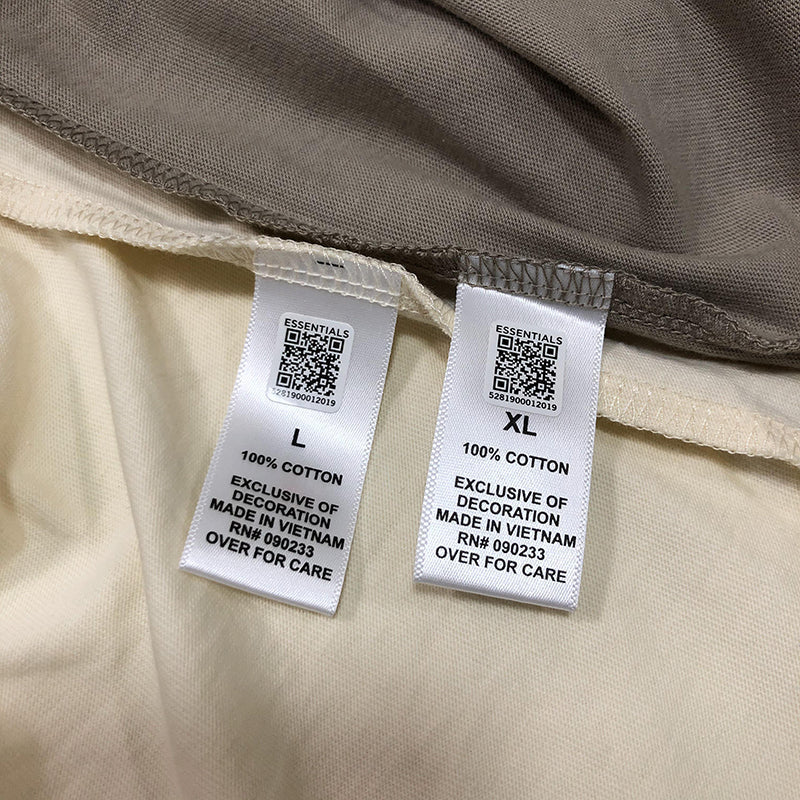 ESSENTIALS
5281900012019
L
100% COTTON
EXCLUSIVE OF
DECORATION
MADE IN VIETNAM
RN# 090233
OVER FOR CARE
ESSENTIALS
5281900012019
XL
100% COTTON
EXCLUSIVE OF
DECORATION
MADE IN VIETNAM
RN# 090233
OVER FOR CARE